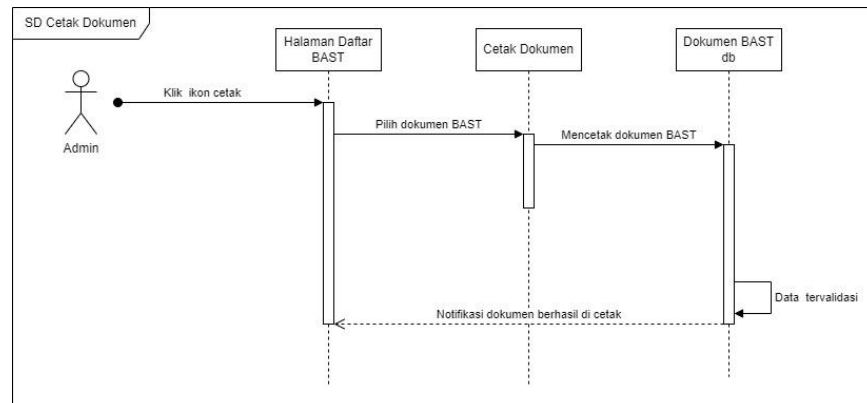 SD Cetak Dokumen
Halaman Daftar
BAST
Cetak Dokumen
Dokumen BAST
db
Klik ikon cetak
Admin
Pilih dokumen BAST
Mencetak dokumen BAST
Data tervalidasi
Notifikasi dokumen berhasil di cetak